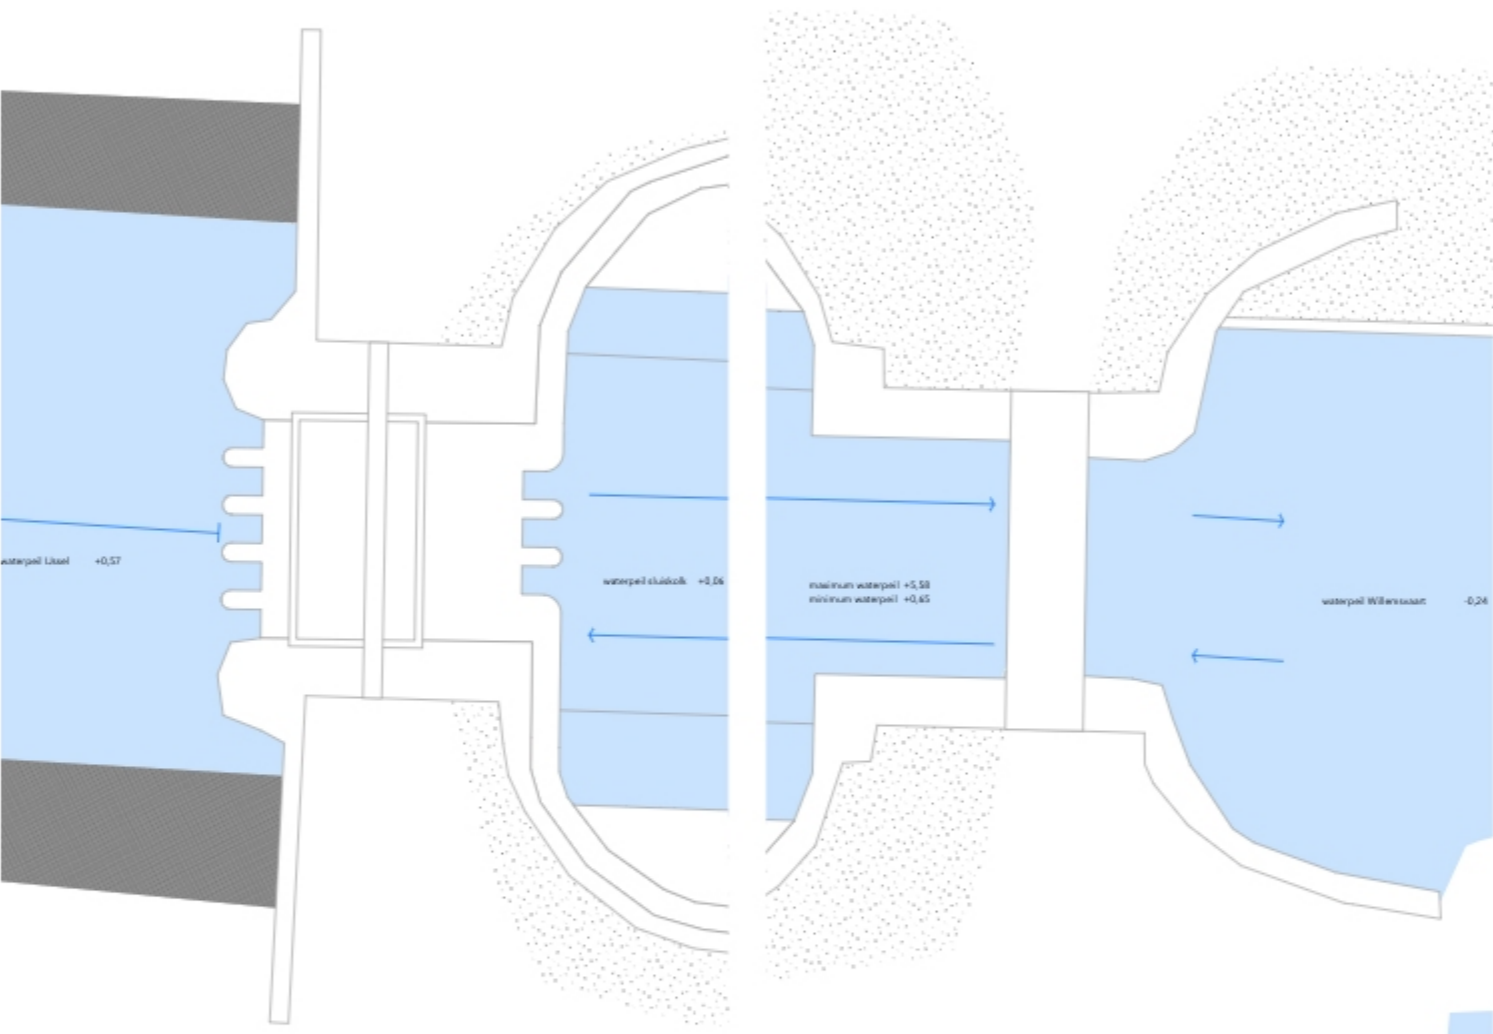 waterpeil IJssel +0,57
waterpeil sluiskolk +0,06
maximum waterpeil +5,58
minimum waterpeil +0,65
waterpeil Willemsvaart -0,24